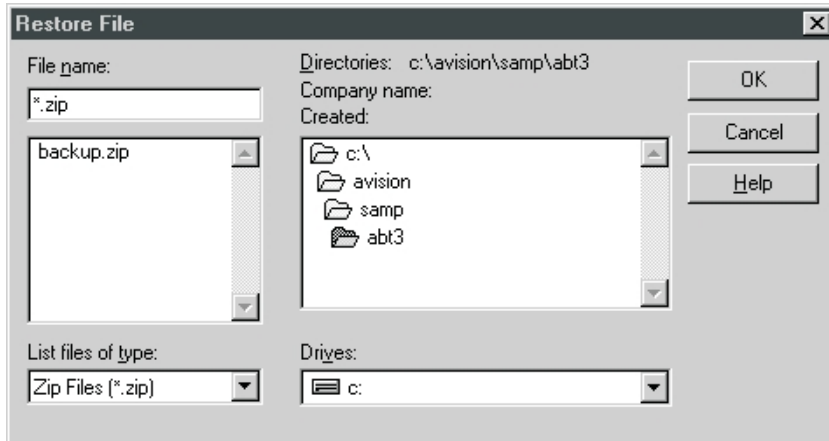 Restore File
File name:
*.zip
backup.zip
List files of type:
Zip Files (*.zip)
Directories: c:\avision\samp\abt3
Company name:
Created:
c:\
avision
samp
abt3
Drives:
c:
OK
Cancel
Help